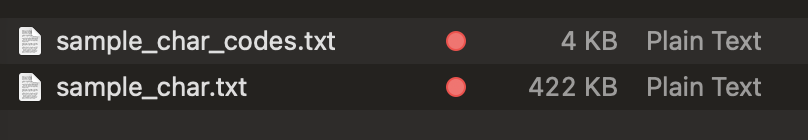 sample_char_codes.txt 4 KB Plain Text
sample_char.txt 422 KB Plain Text